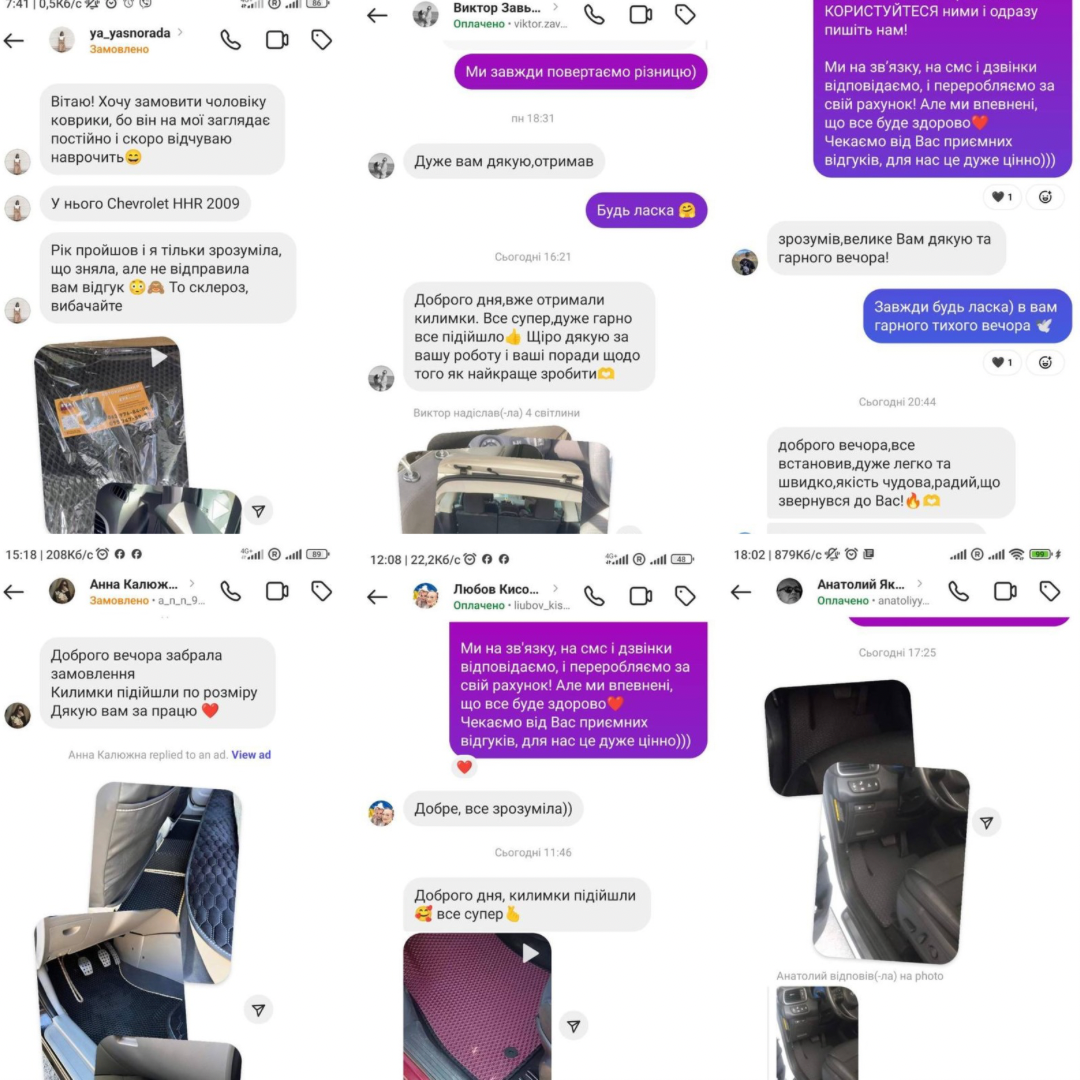 7:41 | 0,5Кб/с
86
ya_yasnorada
Замовлено
Вітаю! Хочу замовити чоловіку
коврики, бо він на мої заглядає
постійно і скоро відчуваю
наврочить😄
У нього Chevrolet HHR 2009
Рік пройшов і я тільки зрозуміла,
що зняла, але не відправила
вам відгук 😳🙈 То склероз,
вибачайте
Виктор Завь...
Оплачено • viktor.zav...
Ми завжди повертаємо різницю)
пн 18:31
Дуже вам дякую,отримав
Будь ласка 🤗
Сьогодні 16:21
Доброго дня,вже отримали
килимки. Все супер,дуже гарно
все підійшло👍 Щіро дякую за
вашу роботу і ваші поради щодо
того як найкраще зробити🫶
Виктор надіслав(-ла) 4 світлини
КОРИСТУЙТЕСЯ ними і одразу
пишіть нам!
Ми на зв'язку, на смс і дзвінки
відповідаємо, і переробляємо за
свій рахунок! Але ми впевнені,
що все буде здорово❤️
Чекаємо від Вас приємних
відгуків, для нас це дуже цінно)))
🖤 1
зрозумів,велике Вам дякую та
гарного вечора!
Завжди будь ласка) в вам
гарного тихого вечора 🕊️
🖤 1
Сьогодні 20:44
доброго вечора,все
встановив,дуже легко та
швидко,якість чудова,радий,що
звернувся до Вас!🔥🫶
15:18 | 208Кб/с
4G+
89
Анна Калюж...
Замовлено • a_n_n_9...
Доброго вечора забрала
замовлення
Килимки підійшли по розміру
Дякую вам за працю ❤️
Анна Калюжна replied to an ad. View ad
12:08 | 22,2Кб/с
4G+
48
Любов Кисо...
Оплачено • liubov_kis...
Ми на зв'язку, на смс і дзвінки
відповідаємо, і переробляємо за
свій рахунок! Але ми впевнені,
що все буде здорово❤️
Чекаємо від Вас приємних
відгуків, для нас це дуже цінно)))
❤️
Добре, все зрозуміла))
Сьогодні 11:46
Доброго дня, килимки підійшли
🥰 все супер🫰
18:02 | 879Кб/с
99
Анатолий Як...
Оплачено • anatoliyy...
Сьогодні 17:25
Анатолий відповів(-ла) на photo